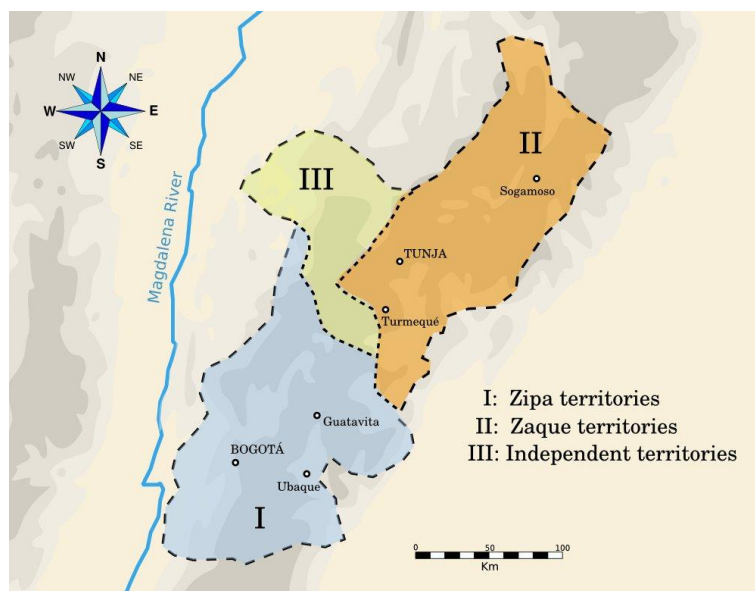 N
NW
NE
W
E
SW
SE
S
II
III
Sogamoso
Magdalena River
TUNJA
Turmequé
I: Zipa territories
II: Zaque territories
III: Independent territories
Guatavita
BOGOTÁ
Ubaque
I
0 50 100
Km